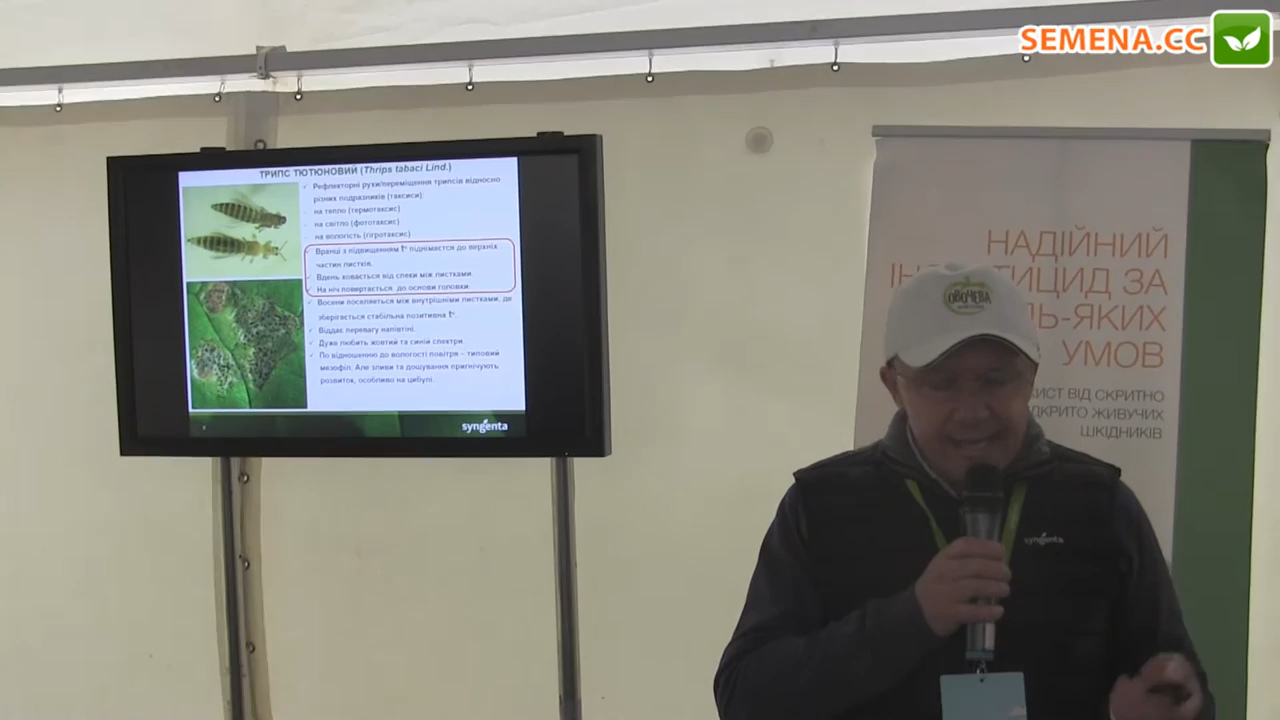 SEMENA.CC
ТРИПС ТЮТЮНОВИЙ (Thrips tabaci Lind.)
✓ Рефлекторні рухи/переміщення трипсів відносно
різних подразників (таксиси):
- на тепло (термотаксис)
- на світло (фототаксис)
- на вологість (гігротаксис)
✓ Вранці з підвищенням t° піднімається до верхніх
частин листків.
✓ Вдень ховається від спеки між листками.
✓ На ніч повертається до основи головки.
✓ Восени поселяється між внутрішніми листками, де
зберігається стабільна позитивна t°.
✓ Віддає перевагу напівтіні.
✓ Дуже любить жовтий та синій спектри.
✓ По відношенню до вологості повітря – типовий
мезофіл. Але зливи та дощування пригнічують
розвиток, особливо на цибулі.
syngenta
НАДІЙНИЙ
ЗА
ЯКИХ
УМОВ
ВІД СКРИТНО
ЖИВУЧИХ
ШКІДНИКІВ
ОВОЧЕВА
syngenta